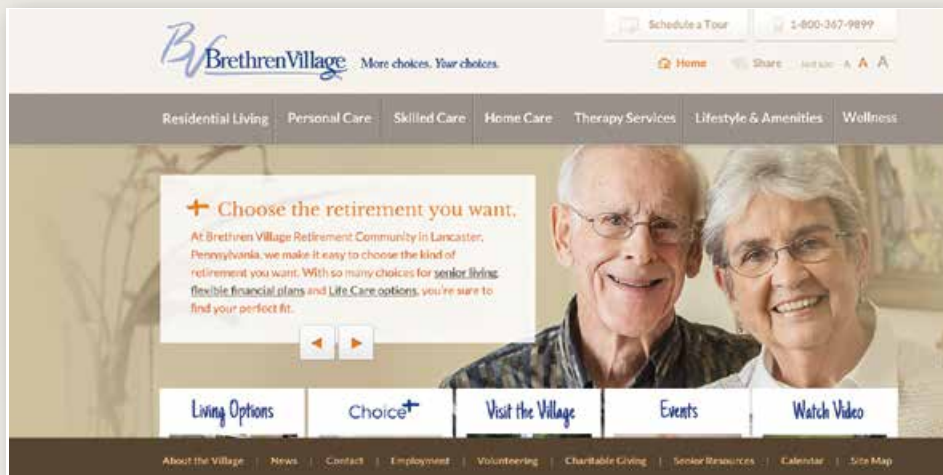 Schedule a Tour
1-800-367-9899
BV BrethrenVillage More choices. Your choices.
Home Share A A A
Residential Living Personal Care Skilled Care Home Care Therapy Services Lifestyle & Amenities Wellness
Choose the retirement you want.
At Brethren Village Retirement Community in Lancaster,
Pennsylvania, we make it easy to choose the kind of
retirement you want. With so many choices for senior living,
flexible financial plans and Life Care options, you're sure to
find your perfect fit.
Living Options Choice+ Visit the Village Events Watch Video
About the Village | News | Contact | Employment | Volunteering | Charitable Giving | Senior Resources | Calendar | Site Map